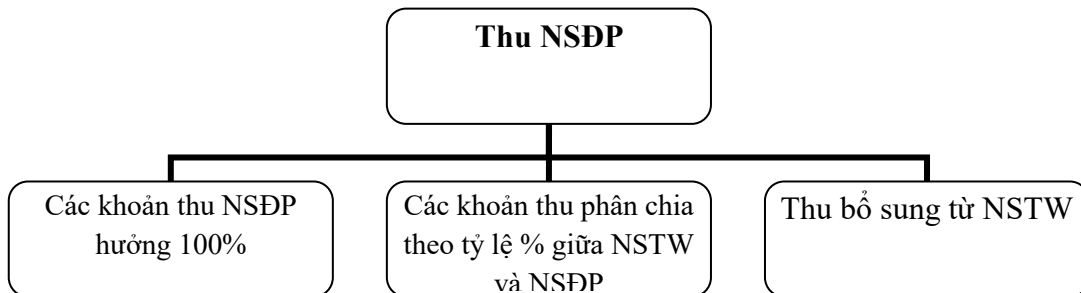 Thu NSĐP
Các khoản thu NSĐP
hưởng 100%
Các khoản thu phân chia
theo tỷ lệ % giữa NSTW
và NSĐP
Thu bổ sung từ NSTW